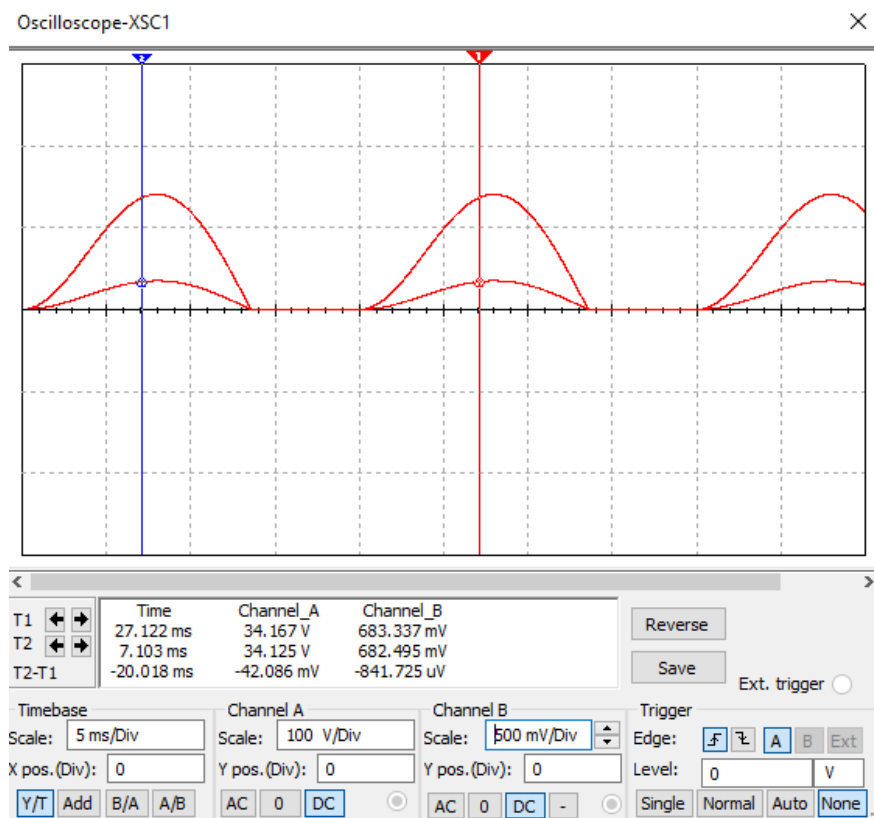 Oscilloscope-XSC1
2 1
Time Channel_A Channel_B
T1 27.122 ms 34.167 V 683.337 mV
T2 7.103 ms 34.125 V 682.495 mV
T2-T1 -20.018 ms -42.086 mV -841.725 uV
Reverse
Save
Ext. trigger
Timebase
Scale: 5 ms/Div
X pos.(Div): 0
Y/T Add B/A A/B
Channel A
Scale: 100 V/Div
Y pos.(Div): 0
AC 0 DC
Channel B
Scale: 500 mV/Div
Y pos.(Div): 0
AC 0 DC -
Trigger
Edge: A B Ext
Level: 0 V
Single Normal Auto None